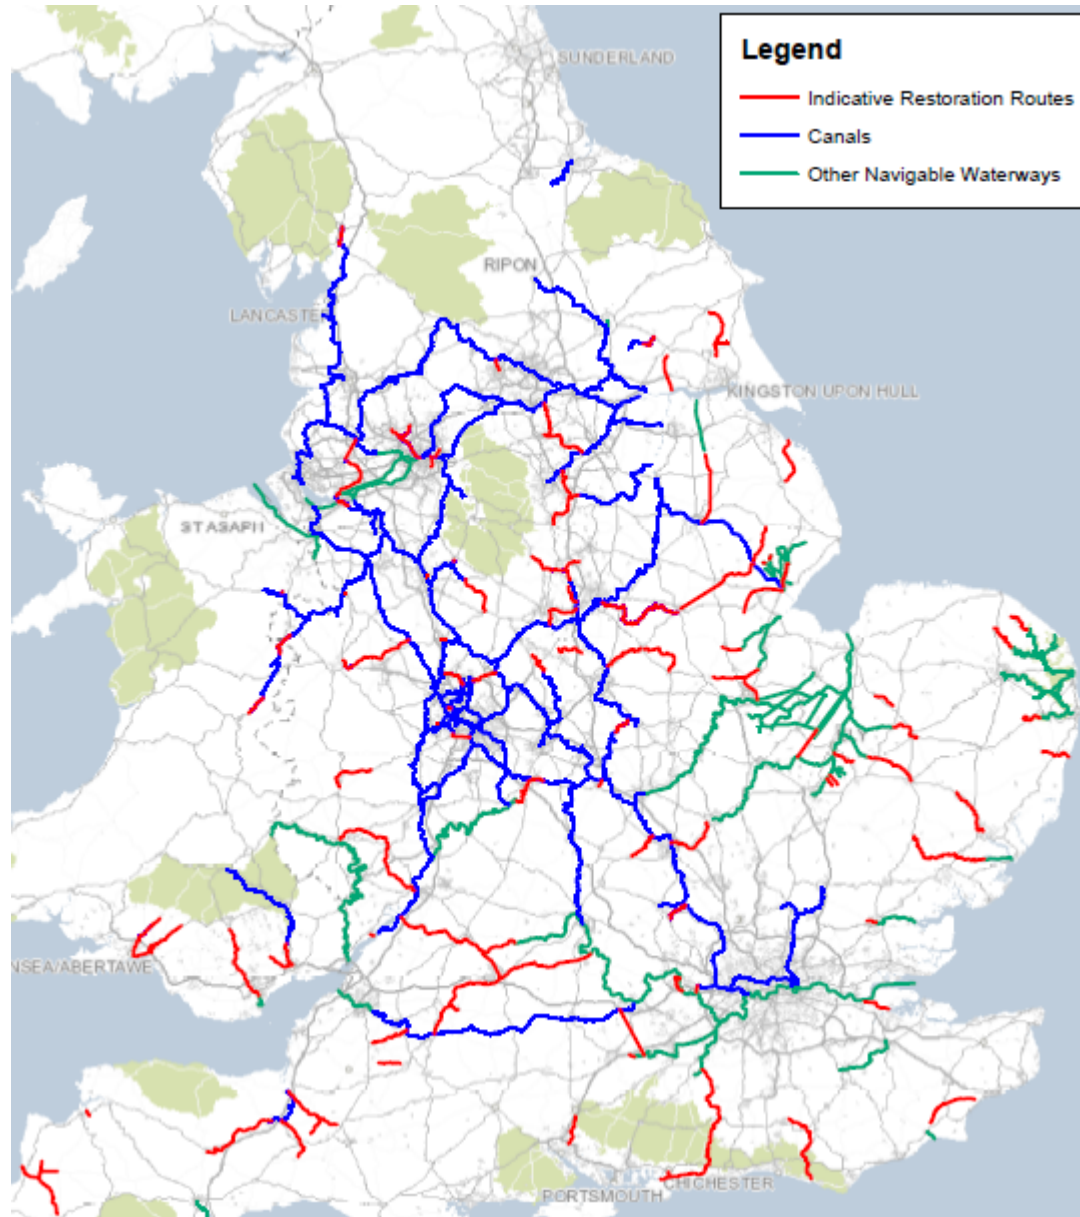 SUNDERLAND
Legend
Indicative Restoration Routes
Canals
Other Navigable Waterways
RIPON
LANCASTE
KINGSTON UPON HULL
ST ASAPH
NSEA/ABERTAWE
CHICHESTER
PORTSMOUTH